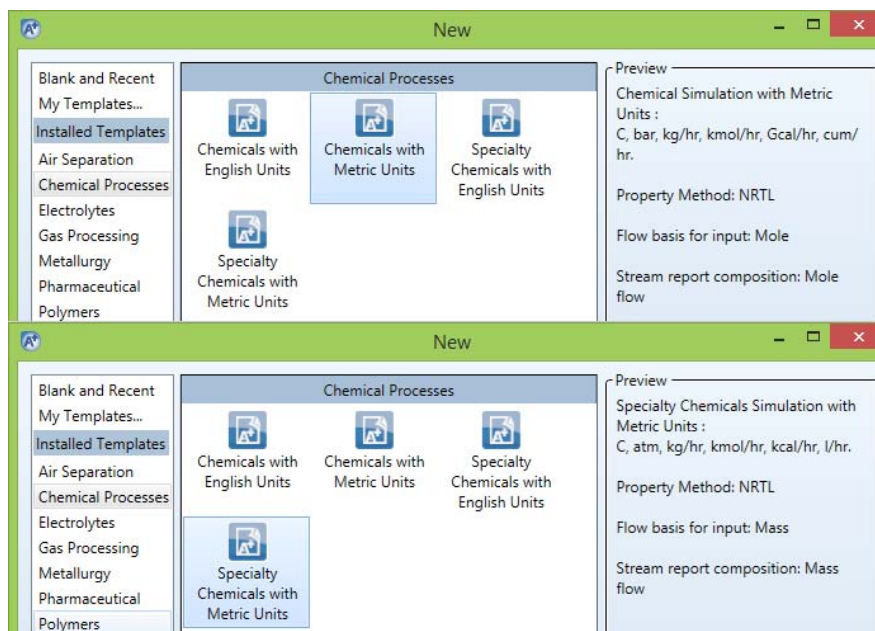 New
Blank and Recent
My Templates...
Installed Templates
Air Separation
Chemical Processes
Electrolytes
Gas Processing
Metallurgy
Pharmaceutical
Polymers
Chemical Processes
Chemicals with
English Units
Chemicals with
Metric Units
Specialty
Chemicals with
English Units
Specialty
Chemicals with
Metric Units
Preview
Chemical Simulation with Metric
Units :
C, bar, kg/hr, kmol/hr, Gcal/hr, cum/
hr.
Property Method: NRTL
Flow basis for input: Mole
Stream report composition: Mole
flow
New
Blank and Recent
My Templates...
Installed Templates
Air Separation
Chemical Processes
Electrolytes
Gas Processing
Metallurgy
Pharmaceutical
Polymers
Chemical Processes
Chemicals with
English Units
Chemicals with
Metric Units
Specialty
Chemicals with
English Units
Specialty
Chemicals with
Metric Units
Preview
Specialty Chemicals Simulation with
Metric Units :
C, atm, kg/hr, kmol/hr, kcal/hr, l/hr.
Property Method: NRTL
Flow basis for input: Mass
Stream report composition: Mass
flow